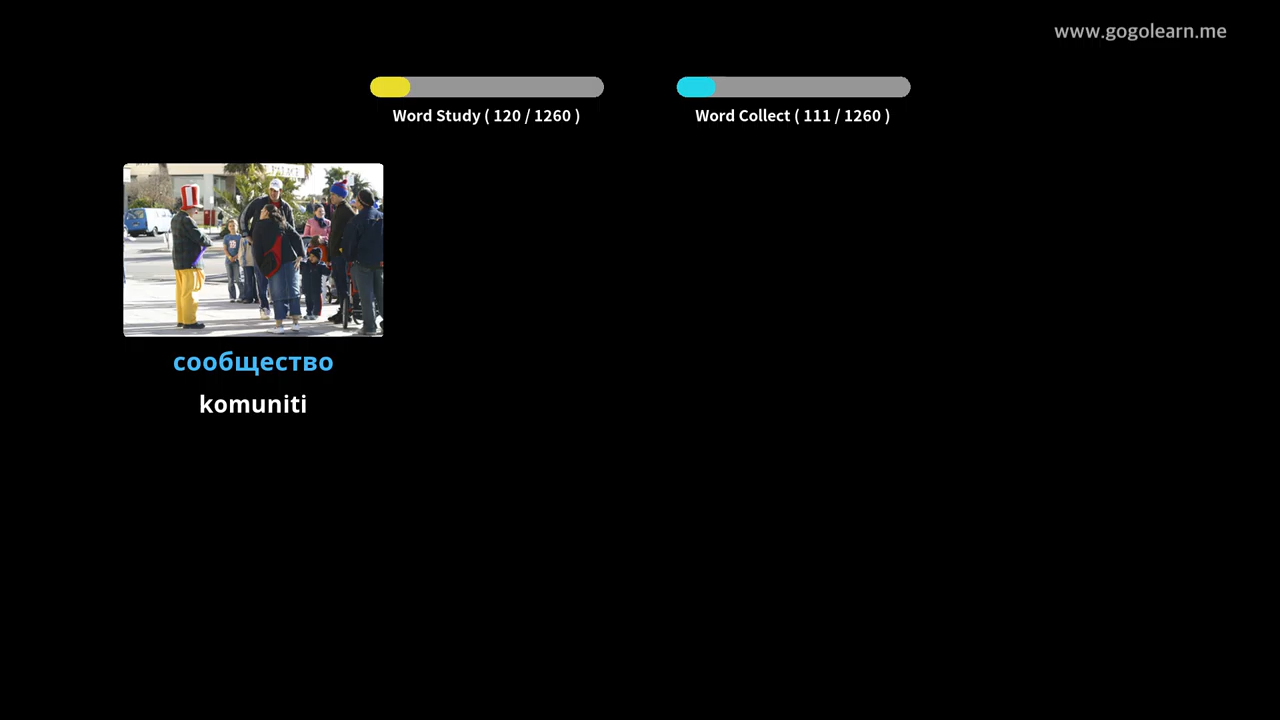 www.gogolearn.me
Word Study ( 120 / 1260 )
Word Collect ( 111 / 1260 )
сообщество
komuniti